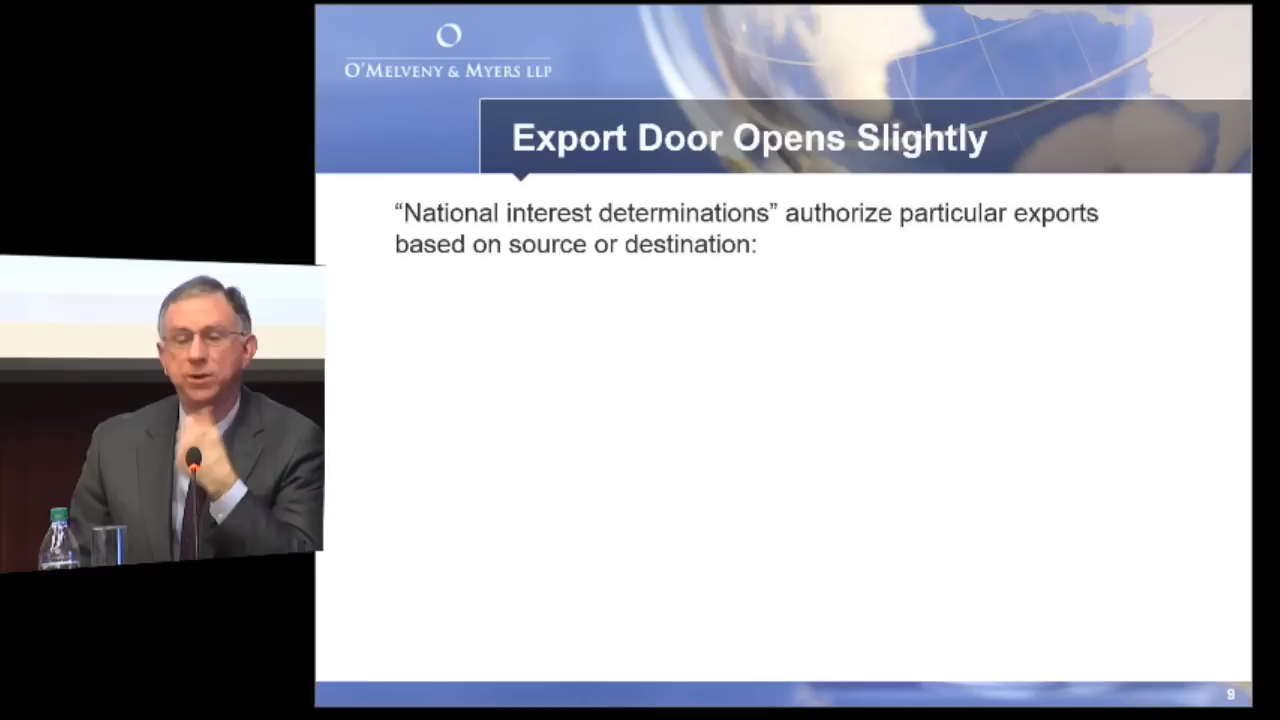 O'MELVENY & MYERS LLP
Export Door Opens Slightly
“National interest determinations” authorize particular exports
based on source or destination:
9